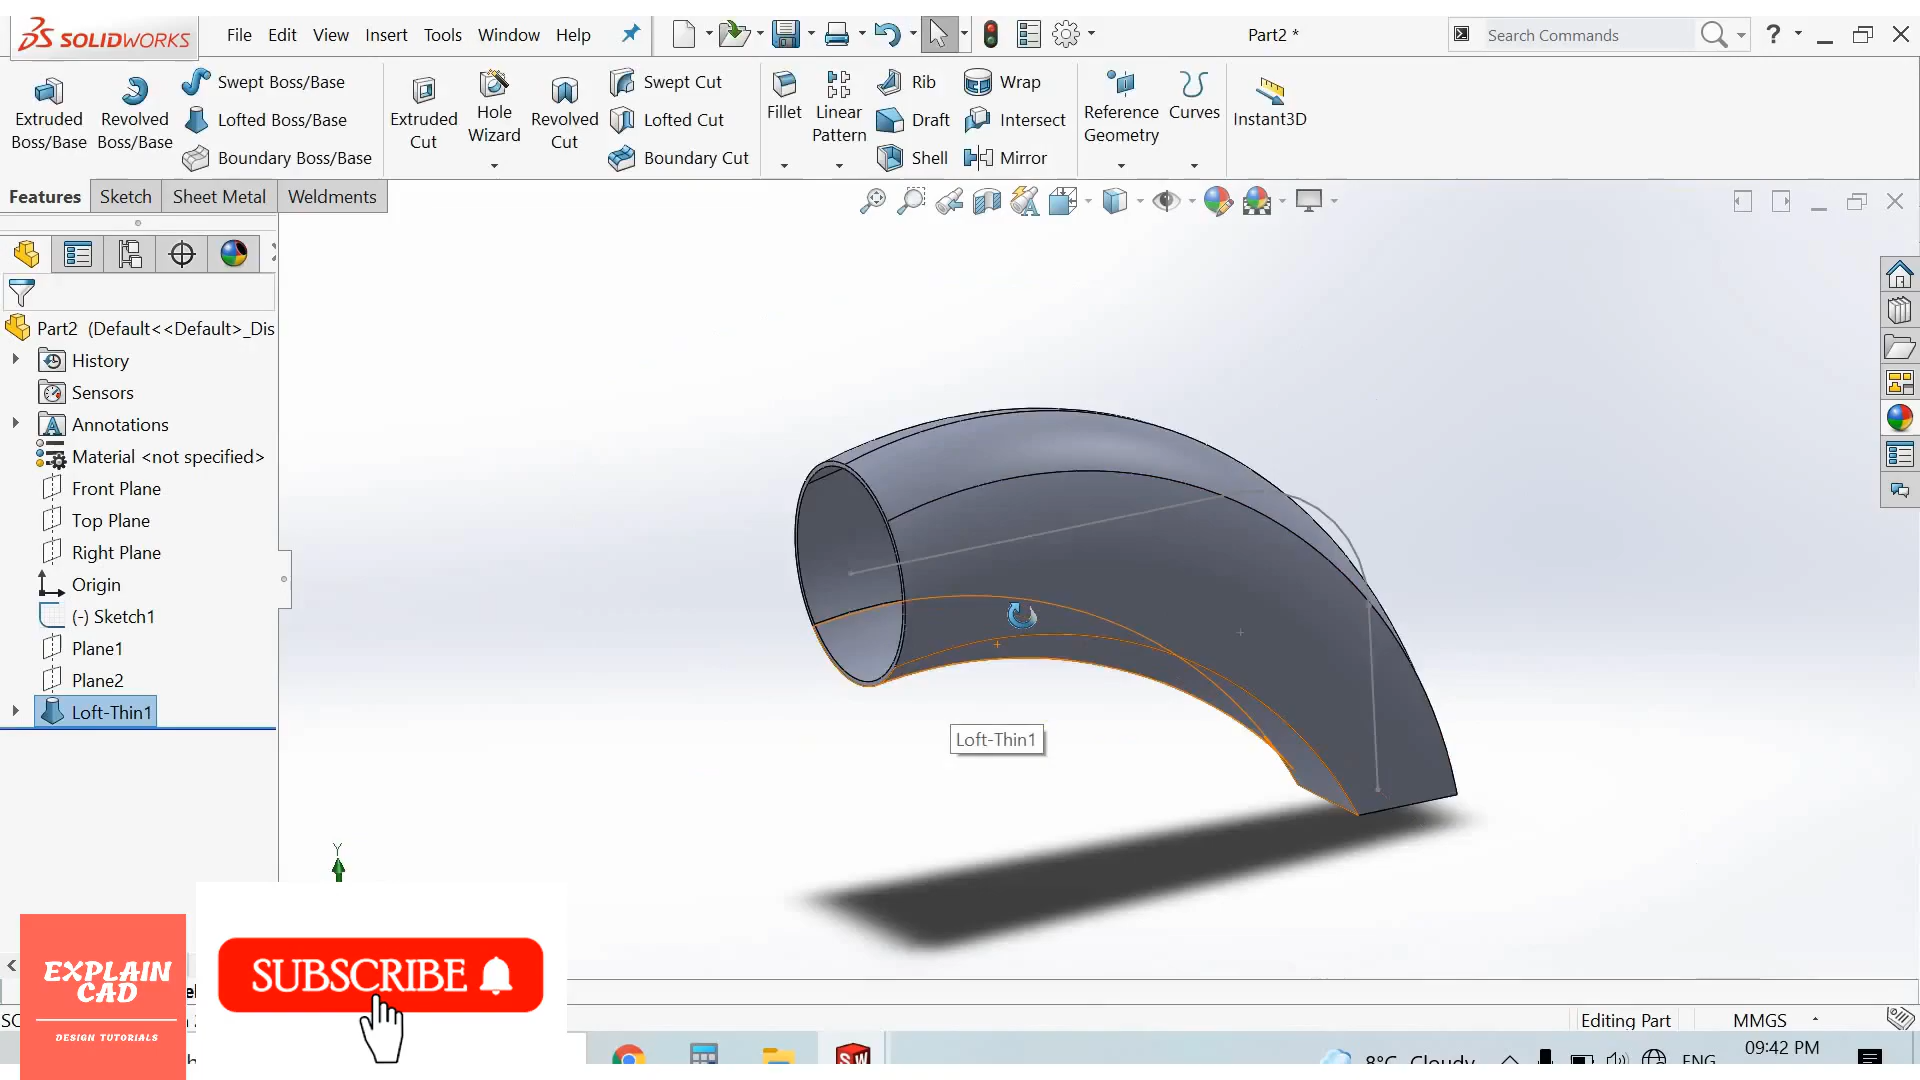 SOLIDWORKS File Edit View Insert Tools Window Help Part2 * Search Commands ?
Extruded Boss/Base
Revolved Boss/Base
Swept Boss/Base
Lofted Boss/Base
Boundary Boss/Base
Extruded Cut
Hole Wizard
Revolved Cut
Swept Cut
Lofted Cut
Boundary Cut
Fillet
Linear Pattern
Rib
Draft
Shell
Wrap
Intersect
Mirror
Reference Geometry
Curves
Instant3D
Features Sketch Sheet Metal Weldments
Part2 (Default<<Default>_Dis
History
Sensors
Annotations
Material <not specified>
Front Plane
Top Plane
Right Plane
Origin
(-) Sketch1
Plane1
Plane2
Loft-Thin1
Loft-Thin1
Y
EXPLAIN
CAD
DESIGN TUTORIALS
SUBSCRIBE
Editing Part MMGS
8°C Cloudy ENG 09:42 PM